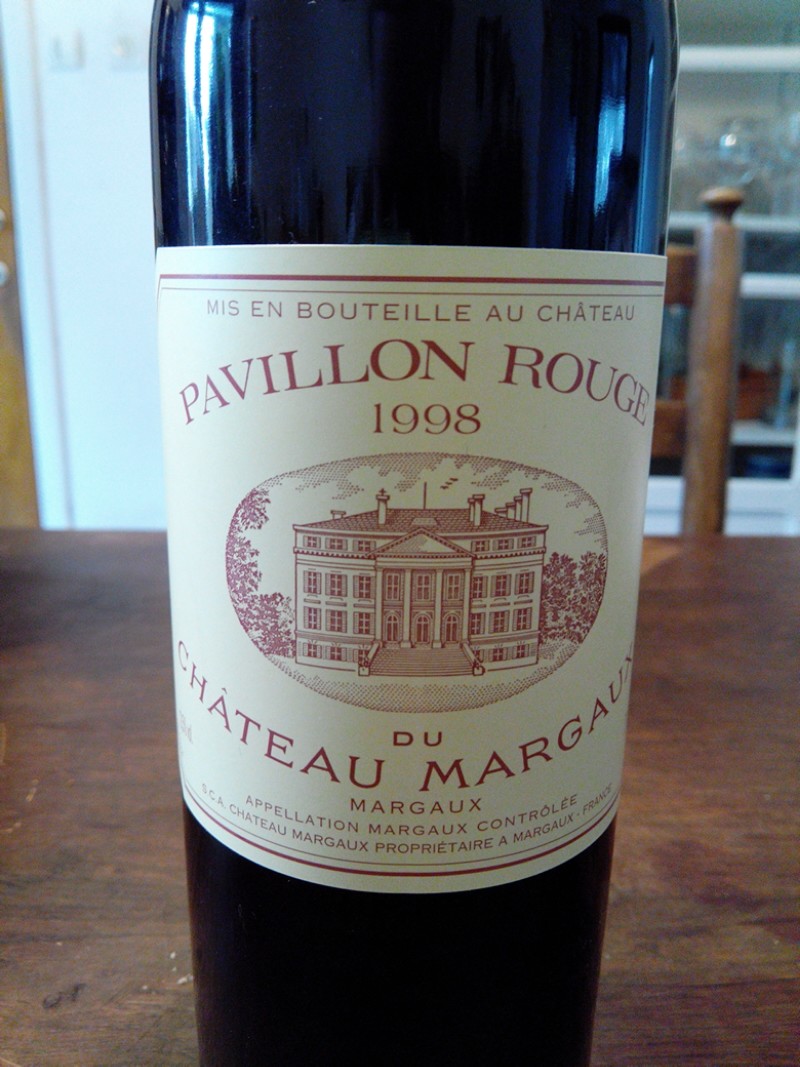 MIS EN BOUTEILLE AU CHÂTEAU
PAVILLON ROUGE
1998
DU
CHÂTEAU MARGAUX
MARGAUX
APPELLATION MARGAUX CONTRÔLÉE
S.C.A. CHATEAU MARGAUX PROPRIÉTAIRE A MARGAUX - FRANCE